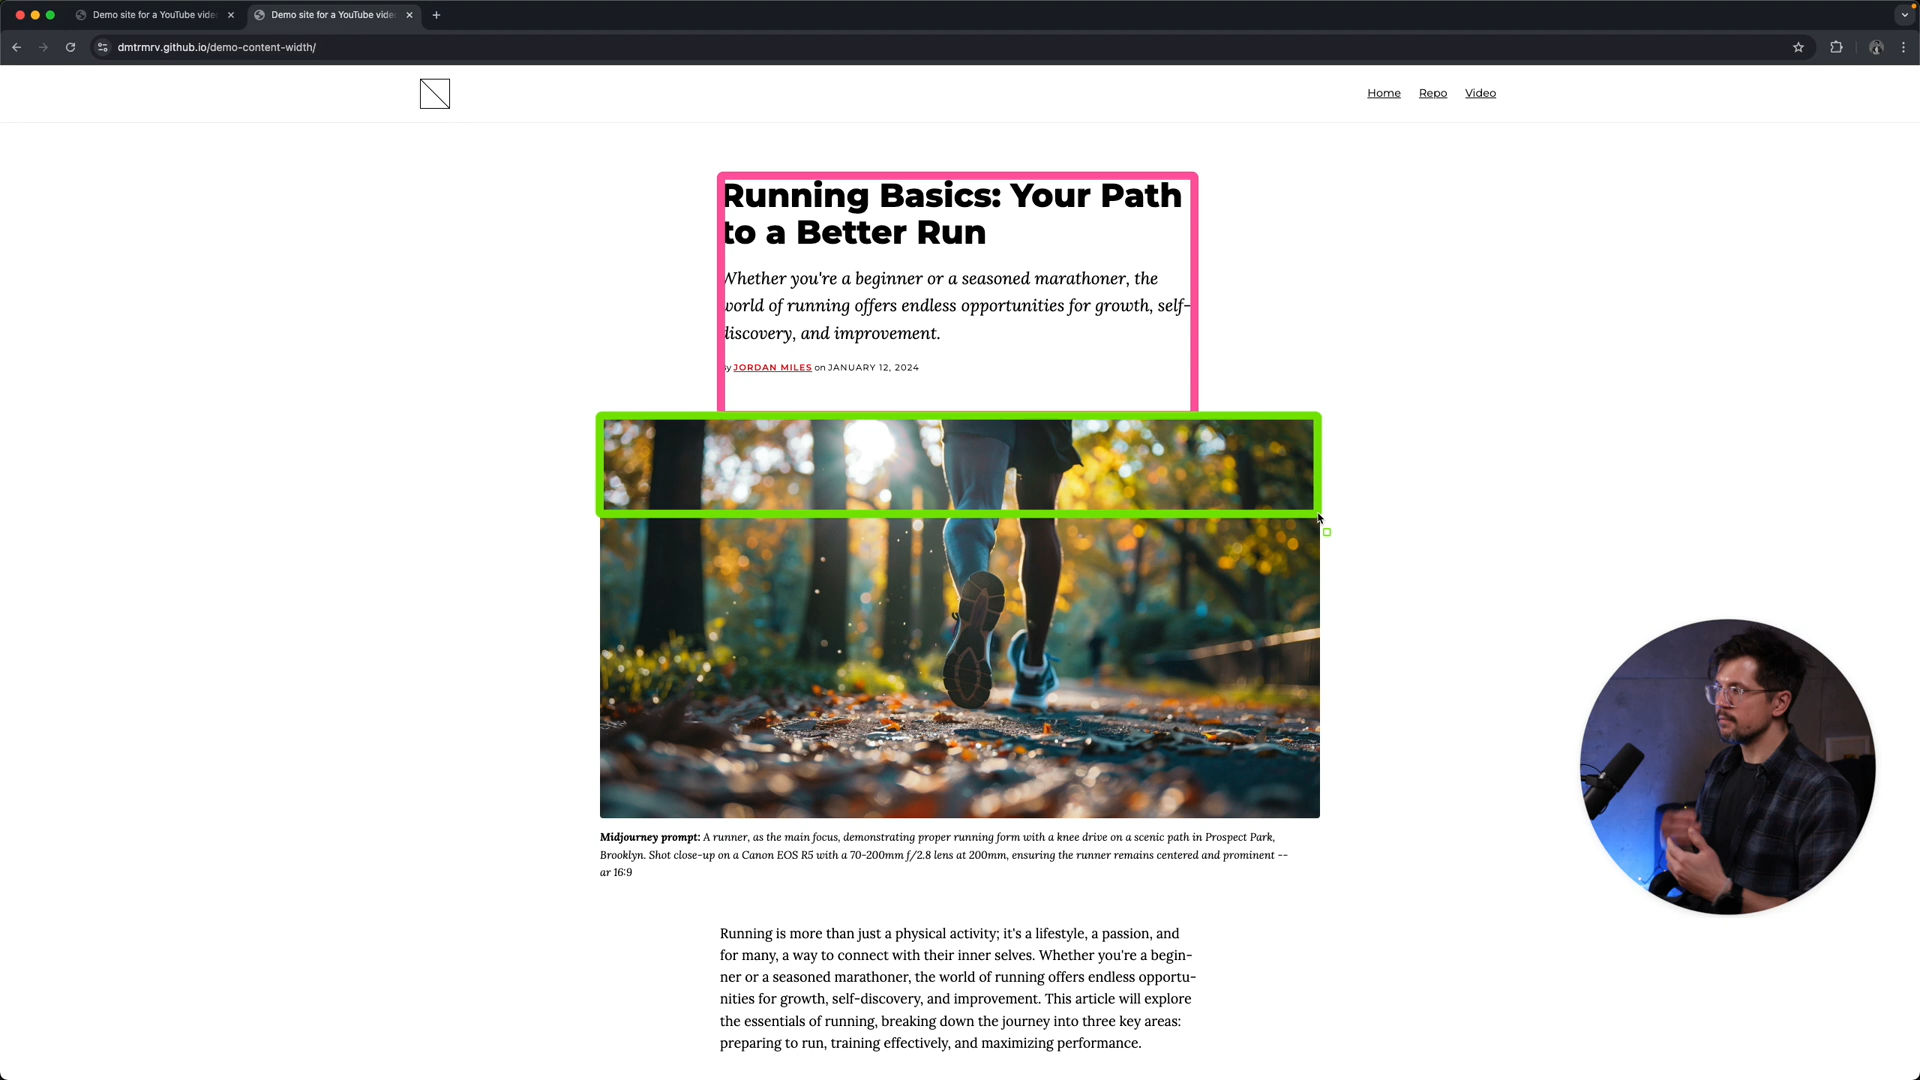 Demo site for a YouTube vide
Demo site for a YouTube vide
dmtrmrv.github.io/demo-content-width/
Home Repo Video
Running Basics: Your Path
to a Better Run
Whether you're a beginner or a seasoned marathoner, the
world of running offers endless opportunities for growth, self-
discovery, and improvement.
By JORDAN MILES on JANUARY 12, 2024
Midjourney prompt: A runner, as the main focus, demonstrating proper running form with a knee drive on a scenic path in Prospect Park,
Brooklyn. Shot close-up on a Canon EOS R5 with a 70-200mm f/2.8 lens at 200mm, ensuring the runner remains centered and prominent --
ar 16:9
Running is more than just a physical activity; it's a lifestyle, a passion, and
for many, a way to connect with their inner selves. Whether you're a begin-
ner or a seasoned marathoner, the world of running offers endless opportu-
nities for growth, self-discovery, and improvement. This article will explore
the essentials of running, breaking down the journey into three key areas:
preparing to run, training effectively, and maximizing performance.